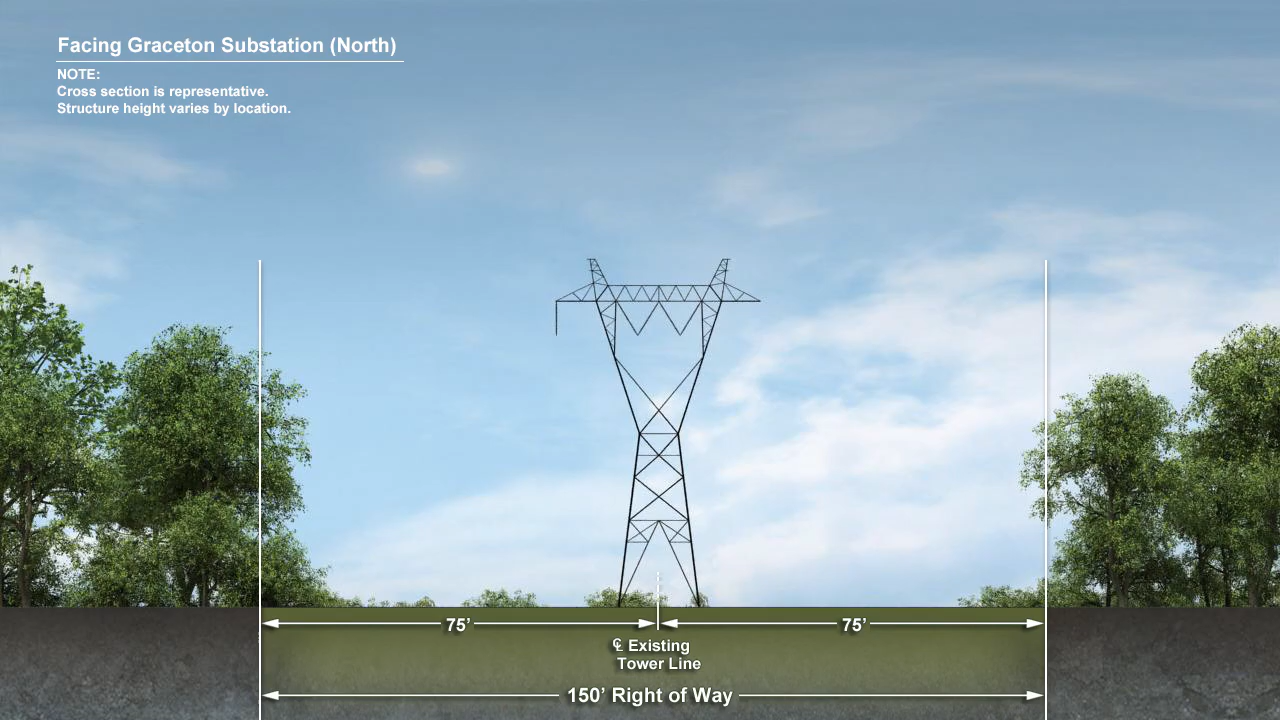 Facing Graceton Substation (North)
NOTE:
Cross section is representative.
Structure height varies by location.
75’
75’
℄ Existing
Tower Line
150’ Right of Way